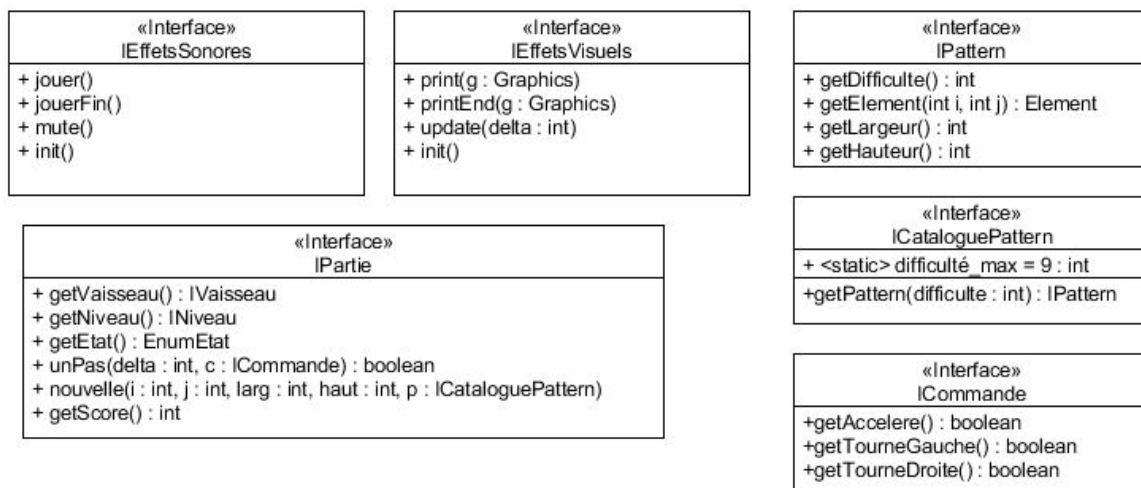 «Interface»
IEffetsSonores
+ jouer()
+ jouerFin()
+ mute()
+ init()
«Interface»
IEffetsVisuels
+ print(g : Graphics)
+ printEnd(g : Graphics)
+ update(delta : int)
+ init()
«Interface»
IPattern
+ getDifficulte() : int
+ getElement(int i, int j) : Element
+ getLargeur() : int
+ getHauteur() : int
«Interface»
IPartie
+ getVaisseau() : IVaisseau
+ getNiveau() : INiveau
+ getEtat() : EnumEtat
+ unPas(delta : int, c : ICommande) : boolean
+ nouvelle(i : int, j : int, larg : int, haut : int, p : ICataloguePattern)
+ getScore() : int
«Interface»
ICataloguePattern
+ <static> difficulté_max = 9 : int
+getPattern(difficulte : int) : IPattern
«Interface»
ICommande
+getAccelere() : boolean
+getTourneGauche() : boolean
+getTourneDroite() : boolean